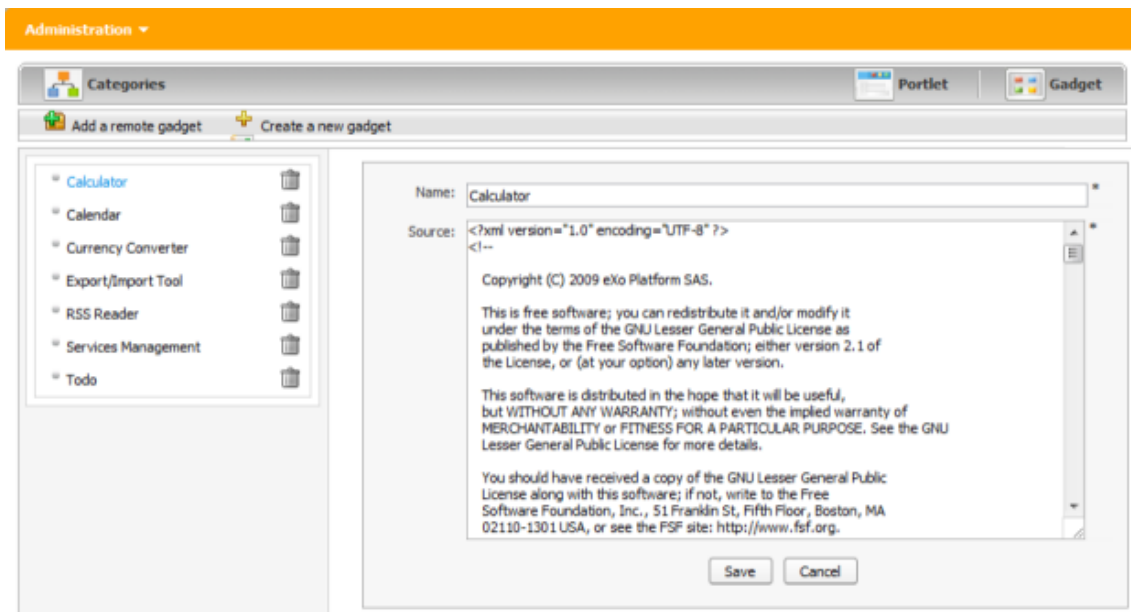 Administration
Categories
Portlet
Gadget
Add a remote gadget
Create a new gadget
Calculator
Calendar
Currency Converter
Export/Import Tool
RSS Reader
Services Management
Todo
Name: Calculator *
Source: <?xml version="1.0" encoding="UTF-8" ?> *
<!--
Copyright (C) 2009 eXo Platform SAS.
This is free software; you can redistribute it and/or modify it
under the terms of the GNU Lesser General Public License as
published by the Free Software Foundation; either version 2.1 of
the License, or (at your option) any later version.
This software is distributed in the hope that it will be useful,
but WITHOUT ANY WARRANTY; without even the implied warranty of
MERCHANTABILITY or FITNESS FOR A PARTICULAR PURPOSE. See the GNU
Lesser General Public License for more details.
You should have received a copy of the GNU Lesser General Public
License along with this software; if not, write to the Free
Software Foundation, Inc., 51 Franklin St, Fifth Floor, Boston, MA
02110-1301 USA, or see the FSF site: http://www.fsf.org.
Save
Cancel